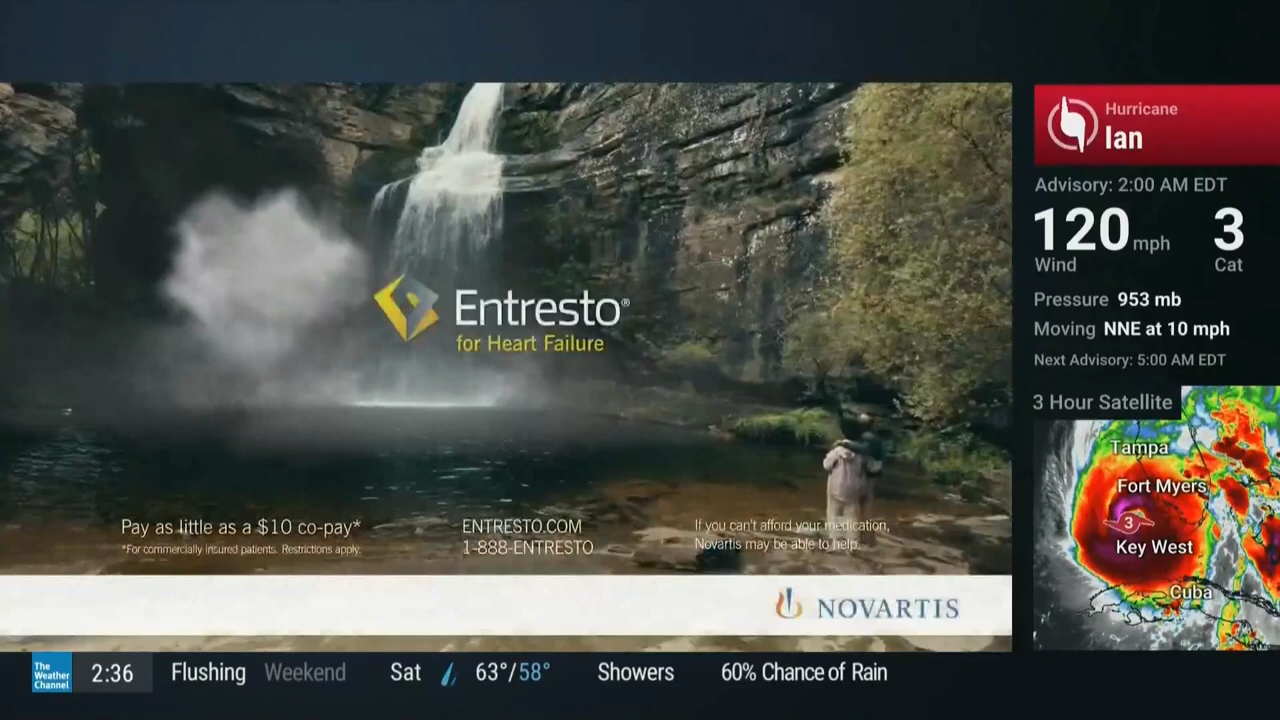 Entresto®
for Heart Failure
Pay as little as a $10 co-pay*
*For commercially insured patients. Restrictions apply.
ENTRESTO.COM
1-888-ENTRESTO
If you can't afford your medication,
Novartis may be able to help.
NOVARTIS
Hurricane
Ian
Advisory: 2:00 AM EDT
120 mph 3
Wind Cat
Pressure 953 mb
Moving NNE at 10 mph
Next Advisory: 5:00 AM EDT
3 Hour Satellite
Tampa
Fort Myers
3
Key West
Cuba
The
Weather
Channel
2:36 Flushing Weekend Sat 63°/58° Showers 60% Chance of Rain